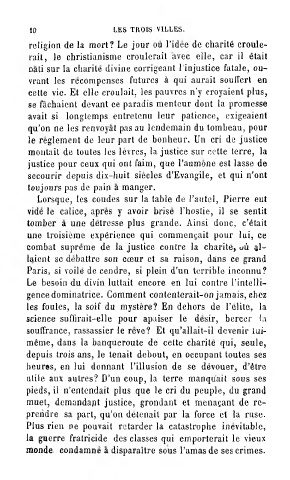 10 LES TROIS VILLES.
religion de la mort? Le jour où l'idée de charité croule-
rait, le christianisme croulerait avec elle, car il était
bâti sur la charité divine corrigeant l'injustice fatale, ou-
vrant les récompenses futures à qui aurait souffert en
cette vie. Et elle croulait, les pauvres n'y croyaient plus,
se fâchaient devant ce paradis menteur dont la promesse
avait si longtemps entretenu leur patience, exigeaient
qu'on ne les renvoyât pas au lendemain du tombeau, pour
le règlement de leur part de bonheur. Un cri de justice
montait de toutes les lèvres, la justice sur cette terre, la
justice pour ceux qui ont faim, que l'aumône est lasse de
secourir depuis dix-huit siècles d'Évangile, et qui n'ont
toujours pas de pain à manger.
Lorsque, les coudes sur la table de l'autel, Pierre eut
vidé le calice, après y avoir brisé l'hostie, il se sentit
tomber à une détresse plus grande. Ainsi donc, c'était
une troisième expérience qui commençait pour lui, ce
combat suprême de la justice contre la charité, où al-
laient se débattre son cœur et sa raison, dans ce grand
Paris, si voilé de cendre, si plein d'un terrible inconnu?
Le besoin du divin luttait encore en lui contre l'intelli-
gence dominatrice. Comment contenterait-on jamais, chez
les foules, la soif du mystère? En dehors de l'élite, la
science suffirait-elle pour apaiser le désir, bercer la
souffrance, rassasier le rêve? Et qu'allait-il devenir lui-
même, dans la banqueroute de cette charité qui, seule,
depuis trois ans, le tenait debout, en occupant toutes ses
heures, en lui donnant l'illusion de se dévouer, d'être
utile aux autres? D'un coup, la terre manquait sous ses
pieds, il n'entendait plus que le cri du peuple, du grand
muet, demandant justice, grondant et menaçant de re-
prendre sa part, qu'on détenait par la force et la ruse.
Plus rien ne pouvait retarder la catastrophe inévitable,
la guerre fratricide des classes qui emporterait le vieux
monde condamné à disparaître sous l'amas de ses crimes.